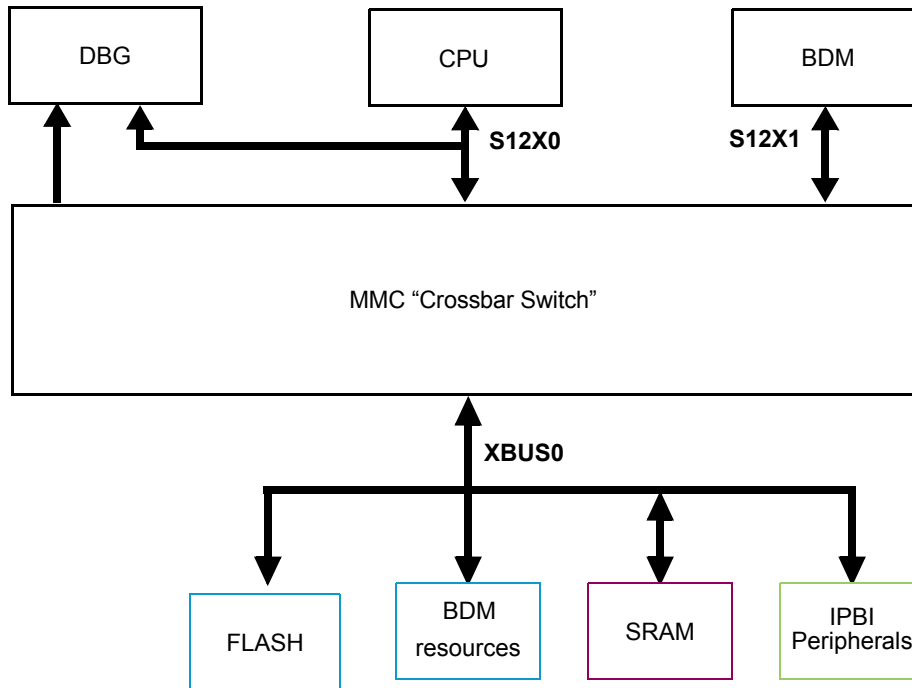 DBG
CPU
BDM
S12X0
S12X1
MMC “Crossbar Switch”
XBUS0
FLASH
BDM
resources
SRAM
IPBI
Peripherals